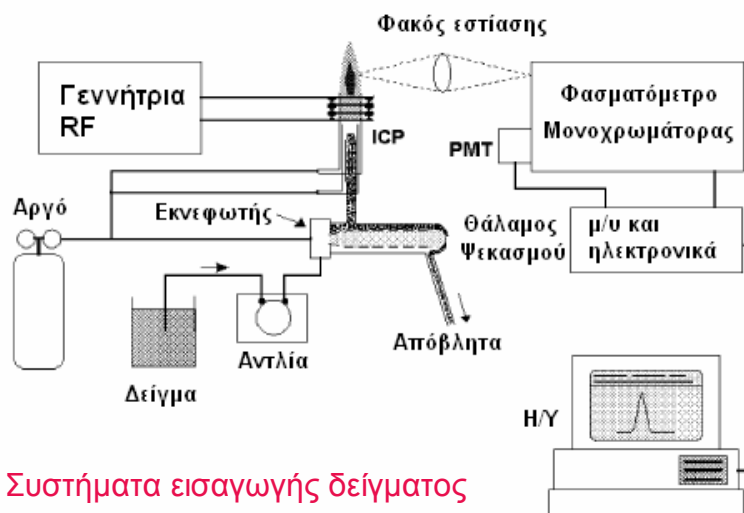 Φακός εστίασης
Γεννήτρια
RF
ICP
Φασματόμετρο
Μονοχρωμάτορας
PMT
Αργό
Εκνεφωτής
Θάλαμος
Ψεκασμού
μ/υ και
ηλεκτρονικά
Δείγμα
Αντλία
Απόβλητα
Η/Υ
Συστήματα εισαγωγής δείγματος